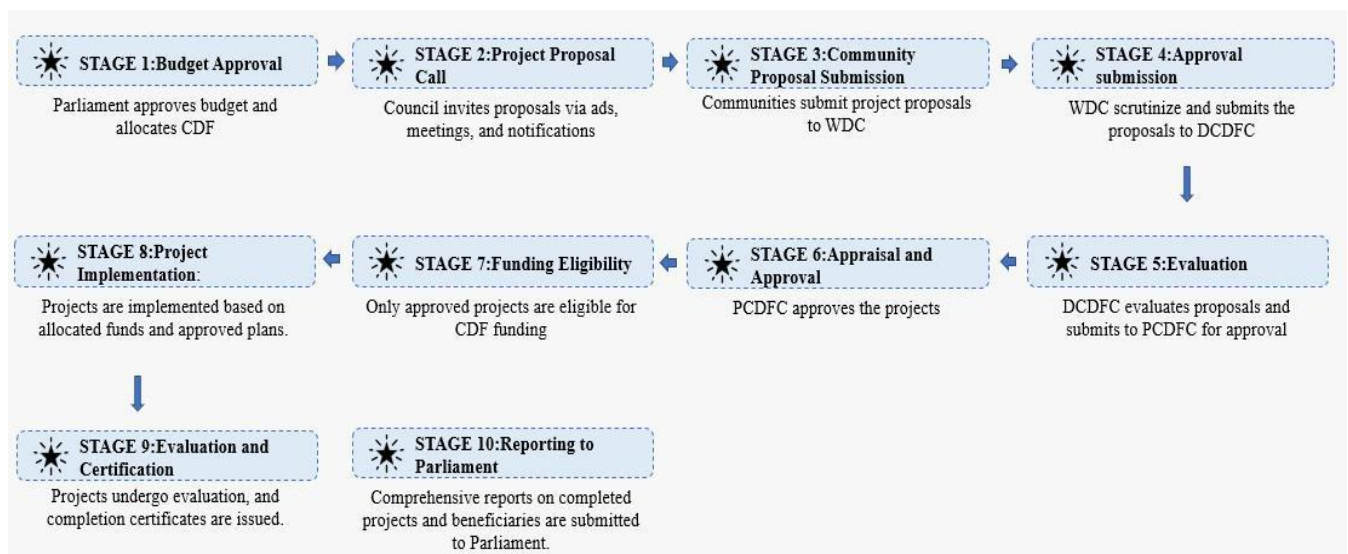 STAGE 1:Budget Approval
Parliament approves budget and
allocates CDF
STAGE 2:Project Proposal
Call
Council invites proposals via ads,
meetings, and notifications
STAGE 3:Community
Proposal Submission
Communities submit project proposals
to WDC
STAGE 4:Approval
submission
WDC scrutinize and submits the
proposals to DCDFC
STAGE 5:Evaluation
DCDFC evaluates proposals and
submits to PCDFC for approval
STAGE 6:Appraisal and
Approval
PCDFC approves the projects
STAGE 7:Funding Eligibility
Only approved projects are eligible for
CDF funding
STAGE 8:Project
Implementation:
Projects are implemented based on
allocated funds and approved plans.
STAGE 9:Evaluation and
Certification
Projects undergo evaluation, and
completion certificates are issued.
STAGE 10:Reporting to
Parliament
Comprehensive reports on completed
projects and beneficiaries are submitted
to Parliament.